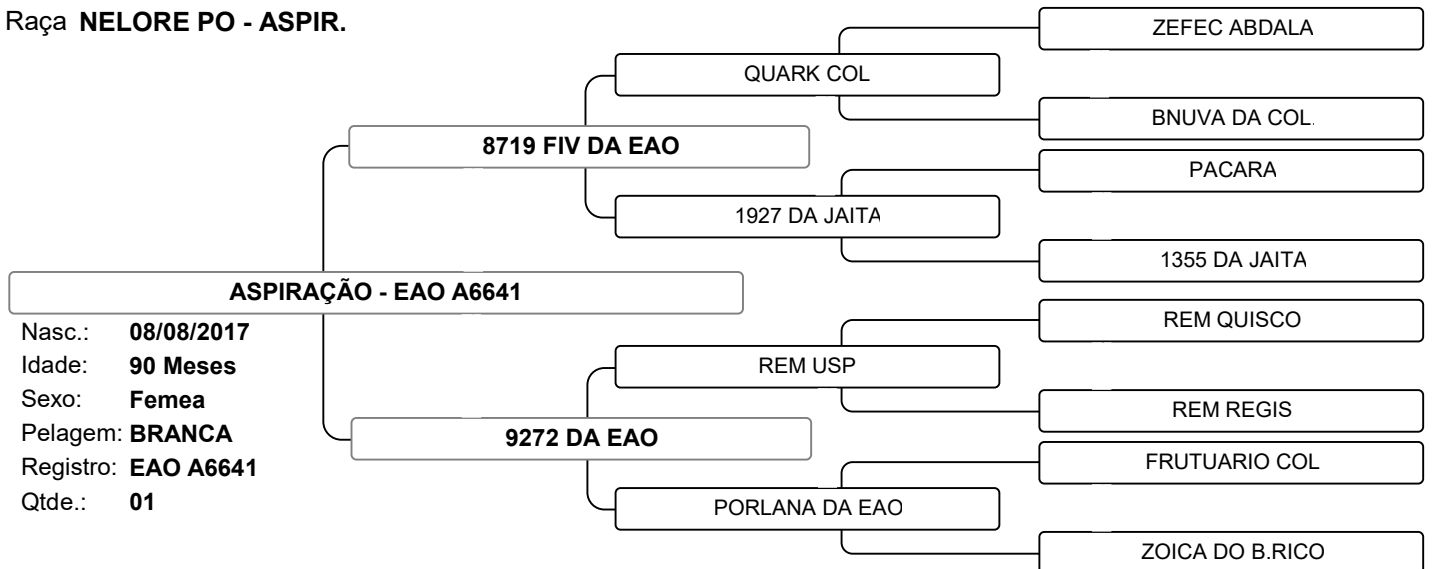 Raça NELORE PO - ASPIR.
ZEFEC ABDALA
QUARK COL
BNUVA DA COL.
8719 FIV DA EAO
PACARA
1927 DA JAITA
1355 DA JAITA
ASPIRAÇÃO - EAO A6641
Nasc.: 08/08/2017
Idade: 90 Meses
Sexo: Femea
Pelagem: BRANCA
Registro: EAO A6641
Qtde.: 01
REM QUISCO
REM USP
REM REGIS
9272 DA EAO
FRUTUARIO COL
PORLANA DA EAO
ZOICA DO B.RICO